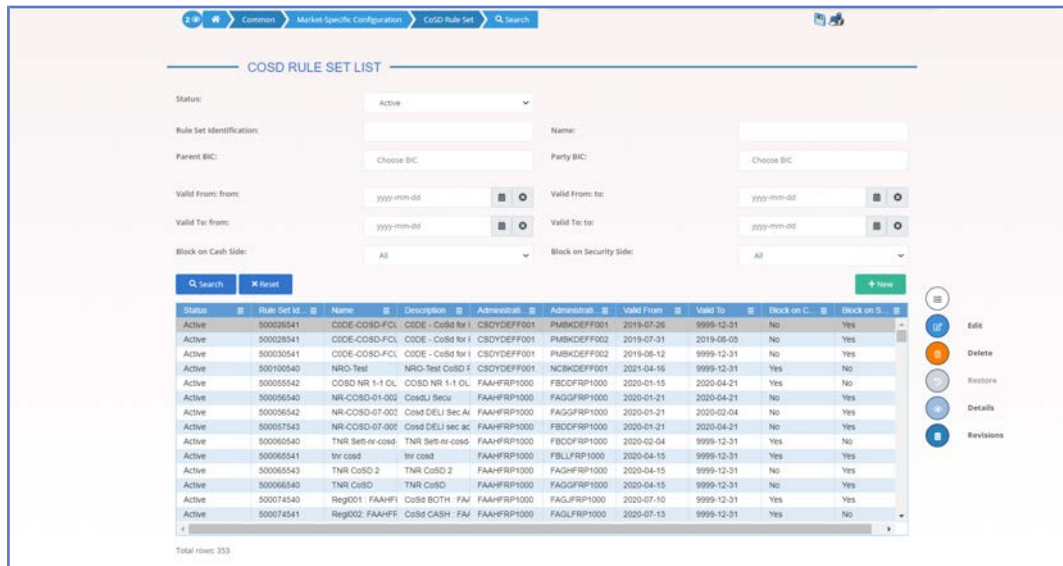 2 Common Market-Specific Configuration CoSD Rule Set Search
COSD RULE SET LIST
Status: Active
Rule Set Identification: Name:
Parent BIC: Choose BIC Party BIC: Choose BIC
Valid From: from: yyyy-mm-dd Valid From: to: yyyy-mm-dd
Valid To: from: yyyy-mm-dd Valid To: to: yyyy-mm-dd
Block on Cash Side: All Block on Security Side: All
Search Reset New
Status Rule Set Id... Name Description Administrati... Administrati... Valid From Valid To Block on C... Block on S...
Active 500026541 C0DE-COSD-FCL C0DE - CoSd for I CSDYDEFF001 PMBKDEFF001 2019-07-26 9999-12-31 No Yes
Active 500028541 C0DE-COSD-FCL C0DE - CoSd for I CSDYDEFF001 PMBKDEFF002 2019-07-31 2019-08-05 No Yes
Active 500030541 C0DE-COSD-FCL C0DE - CoSd for I CSDYDEFF001 PMBKDEFF002 2019-08-12 9999-12-31 No Yes
Active 500100540 NRO-Test NRO-Test CoSD F CSDYDEFF001 NCBKDEFF001 2021-04-16 9999-12-31 Yes No
Active 500055542 COSD NR 1-1 OL COSD NR 1-1 OL FAAHFRP1000 FBDDFRP1000 2020-01-15 2020-04-21 Yes No
Active 500056540 NR-COSD-01-002 CosdLi Secu FAAHFRP1000 FAGGFRP1000 2020-01-21 2020-04-21 No Yes
Active 500056542 NR-COSD-07-003 Cosd DELI Sec Ac FAAHFRP1000 FAGGFRP1000 2020-01-21 2020-02-04 No Yes
Active 500057543 NR-COSD-07-005 Cosd DELI sec ac FAAHFRP1000 FBDDFRP1000 2020-01-21 2020-04-21 No Yes
Active 500060540 TNR Sett-nr-cosd- TNR Sett-nr-cosd- FAAHFRP1000 FBDDFRP1000 2020-02-04 9999-12-31 Yes No
Active 500065541 tnr cosd tnr cosd FAAHFRP1000 FBLLFRP1000 2020-04-15 9999-12-31 Yes Yes
Active 500065543 TNR CoSD 2 TNR CoSD 2 FAAHFRP1000 FAGHFRP1000 2020-04-15 9999-12-31 No Yes
Active 500066540 TNR CoSD TNR CoSD FAAHFRP1000 FAGGFRP1000 2020-04-15 9999-12-31 No Yes
Active 500074540 Regl001 : FAAHFI CoSd BOTH : FAA FAAHFRP1000 FAGJFRP1000 2020-07-10 9999-12-31 Yes Yes
Active 500074541 Regl002: FAAHFF CoSd CASH : FAA FAAHFRP1000 FAGLFRP1000 2020-07-13 9999-12-31 Yes No
Total rows: 353
Edit
Delete
Restore
Details
Revisions